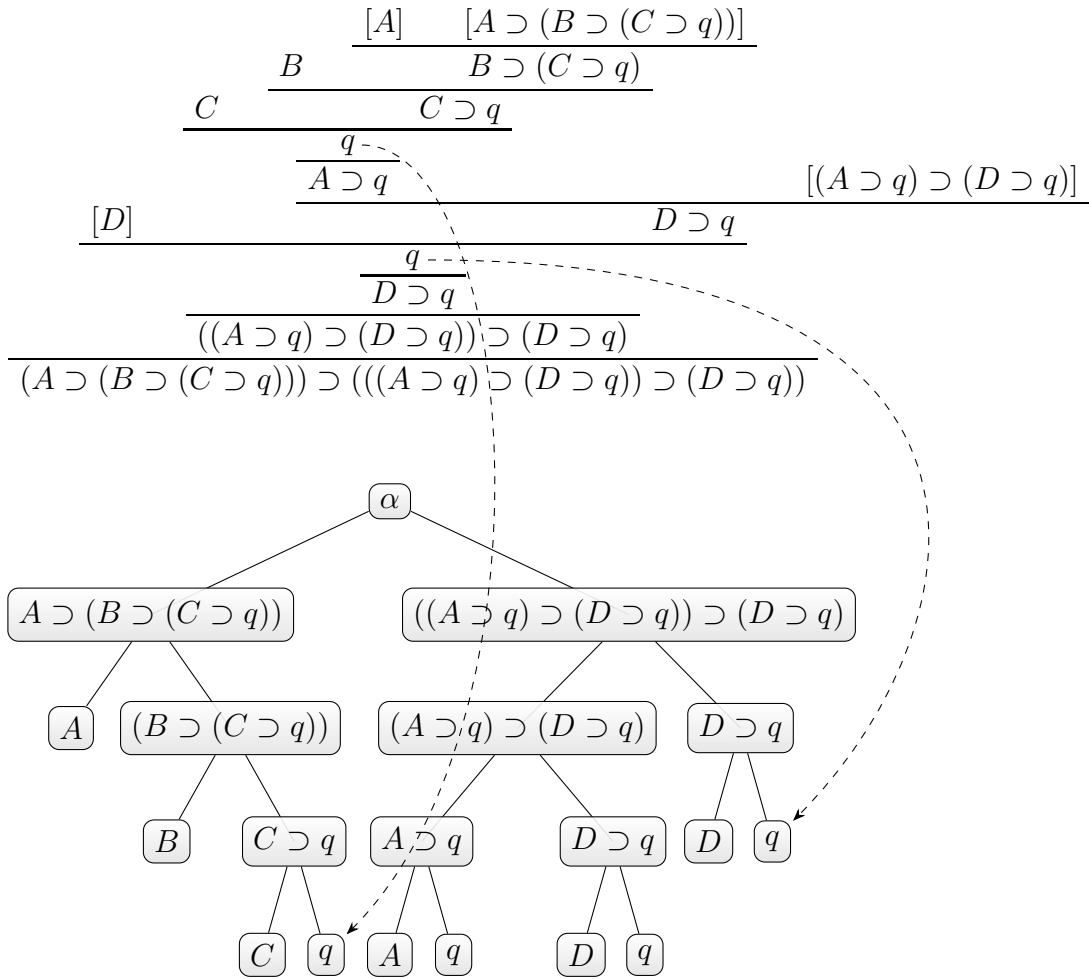 [A] [A ⊃ (B ⊃ (C ⊃ q))]
B B ⊃ (C ⊃ q)
C C ⊃ q
q
A ⊃ q [(A ⊃ q) ⊃ (D ⊃ q)]
[D] D ⊃ q
q
D ⊃ q
((A ⊃ q) ⊃ (D ⊃ q)) ⊃ (D ⊃ q)
(A ⊃ (B ⊃ (C ⊃ q))) ⊃ (((A ⊃ q) ⊃ (D ⊃ q)) ⊃ (D ⊃ q))
α
A ⊃ (B ⊃ (C ⊃ q)) ((A ⊃ q) ⊃ (D ⊃ q)) ⊃ (D ⊃ q)
A (B ⊃ (C ⊃ q)) (A ⊃ q) ⊃ (D ⊃ q) D ⊃ q
B C ⊃ q A ⊃ q D ⊃ q D q
C q A q D q